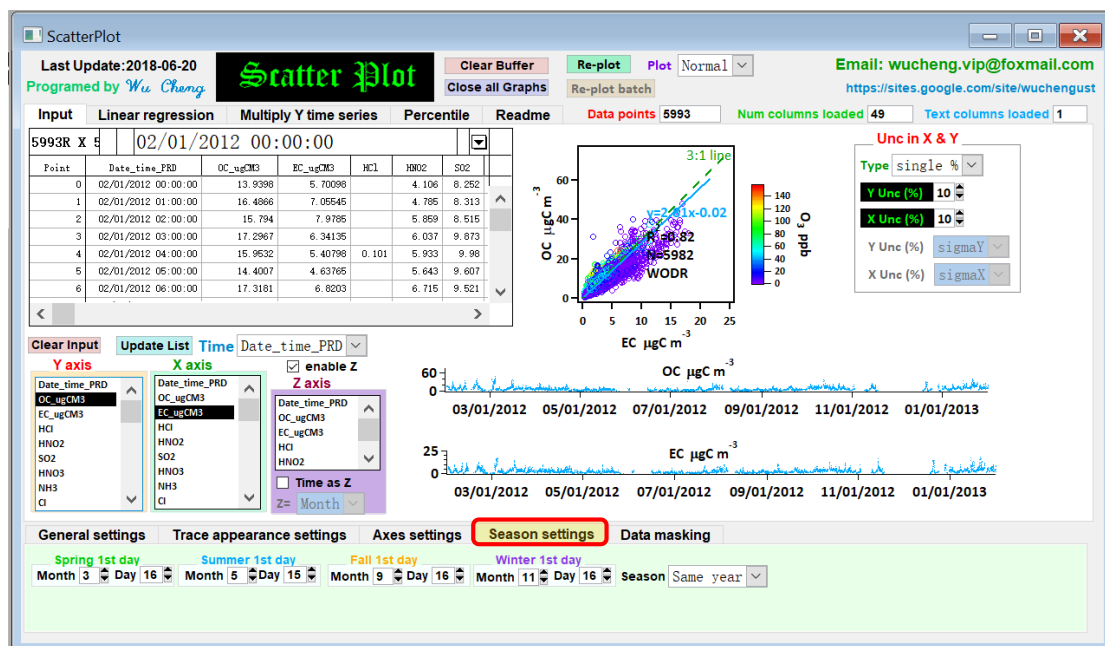 ScatterPlot
Last Update:2018-06-20
Programed by Wu Cheng
Scatter Plot
Clear Buffer
Close all Graphs
Re-plot
Plot Normal
Re-plot batch
Email: wucheng.vip@foxmail.com
https://sites.google.com/site/wuchengust
Input Linear regression Multiply Y time series Percentile Readme
Data points 5993 Num columns loaded 49 Text columns loaded 1
5993R X 5 02/01/2012 00:00:00
Point Date_time_PRD OC_ugCM3 EC_ugCM3 HCl HNO2 SO2
0 02/01/2012 00:00:00 13.9398 5.70098 4.106 8.252
1 02/01/2012 01:00:00 16.4866 7.05545 4.785 8.313
2 02/01/2012 02:00:00 15.794 7.9785 5.859 8.515
3 02/01/2012 03:00:00 17.2967 6.34135 6.037 9.873
4 02/01/2012 04:00:00 15.9532 5.40798 0.101 5.933 9.98
5 02/01/2012 05:00:00 14.4007 4.63765 5.643 9.607
6 02/01/2012 06:00:00 17.3181 6.8203 6.715 9.521
3:1 line
y=2.  1x-0.02
R =0.82
N=5982
WODR
OC µgC m-3
60
40
20
0
0 5 10 15 20 25
EC µgC m-3
140
120
100
80
60
40
20
0
O3 ppb
Unc in X & Y
Type single %
Y Unc (%) 10
X Unc (%) 10
Y Unc (%) sigmaY
X Unc (%) sigmaX
Clear Input Update List Time Date_time_PRD
Y axis
Date_time_PRD
OC_ugCM3
EC_ugCM3
HCl
HNO2
SO2
HNO3
NH3
Cl
X axis
Date_time_PRD
OC_ugCM3
EC_ugCM3
HCl
HNO2
SO2
HNO3
NH3
Cl
enable Z
Z axis
Date_time_PRD
OC_ugCM3
EC_ugCM3
HCl
HNO2
Time as Z
Z= Month
OC µgC m-3
60
0
03/01/2012 05/01/2012 07/01/2012 09/01/2012 11/01/2012 01/01/2013
EC µgC m-3
25
0
03/01/2012 05/01/2012 07/01/2012 09/01/2012 11/01/2012 01/01/2013
General settings Trace appearance settings Axes settings Season settings Data masking
Spring 1st day Summer 1st day Fall 1st day Winter 1st day
Month 3 Day 16 Month 5 Day 15 Month 9 Day 16 Month 11 Day 16 Season Same year